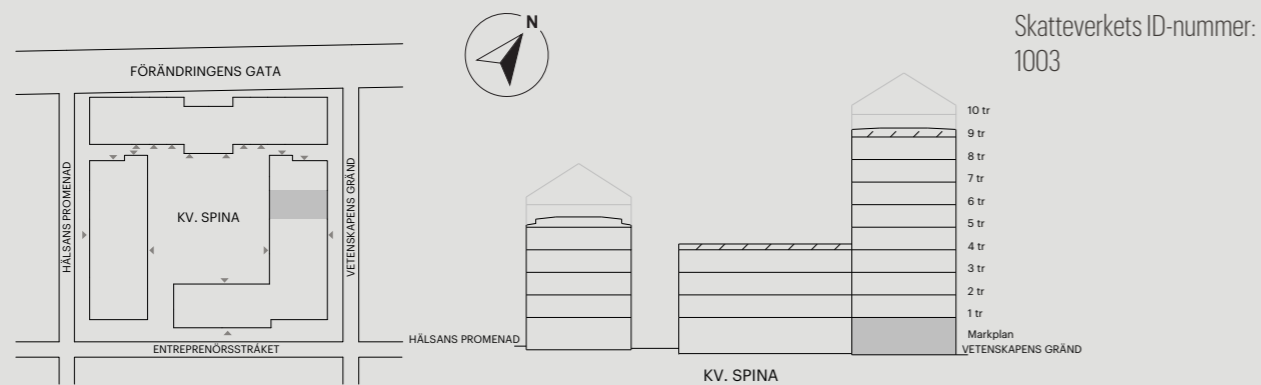 Skatteverkets ID-nummer:
1003
N
FÖRÄNDRINGENS GATA
HÄLSANS PROMENAD
KV. SPINA
VETENSKAPENS GRÄND
ENTREPRENÖRSSTRÅKET
10 tr
9 tr
8 tr
7 tr
6 tr
5 tr
4 tr
3 tr
2 tr
1 tr
Markplan
HÄLSANS PROMENAD
VETENSKAPENS GRÄND
KV. SPINA